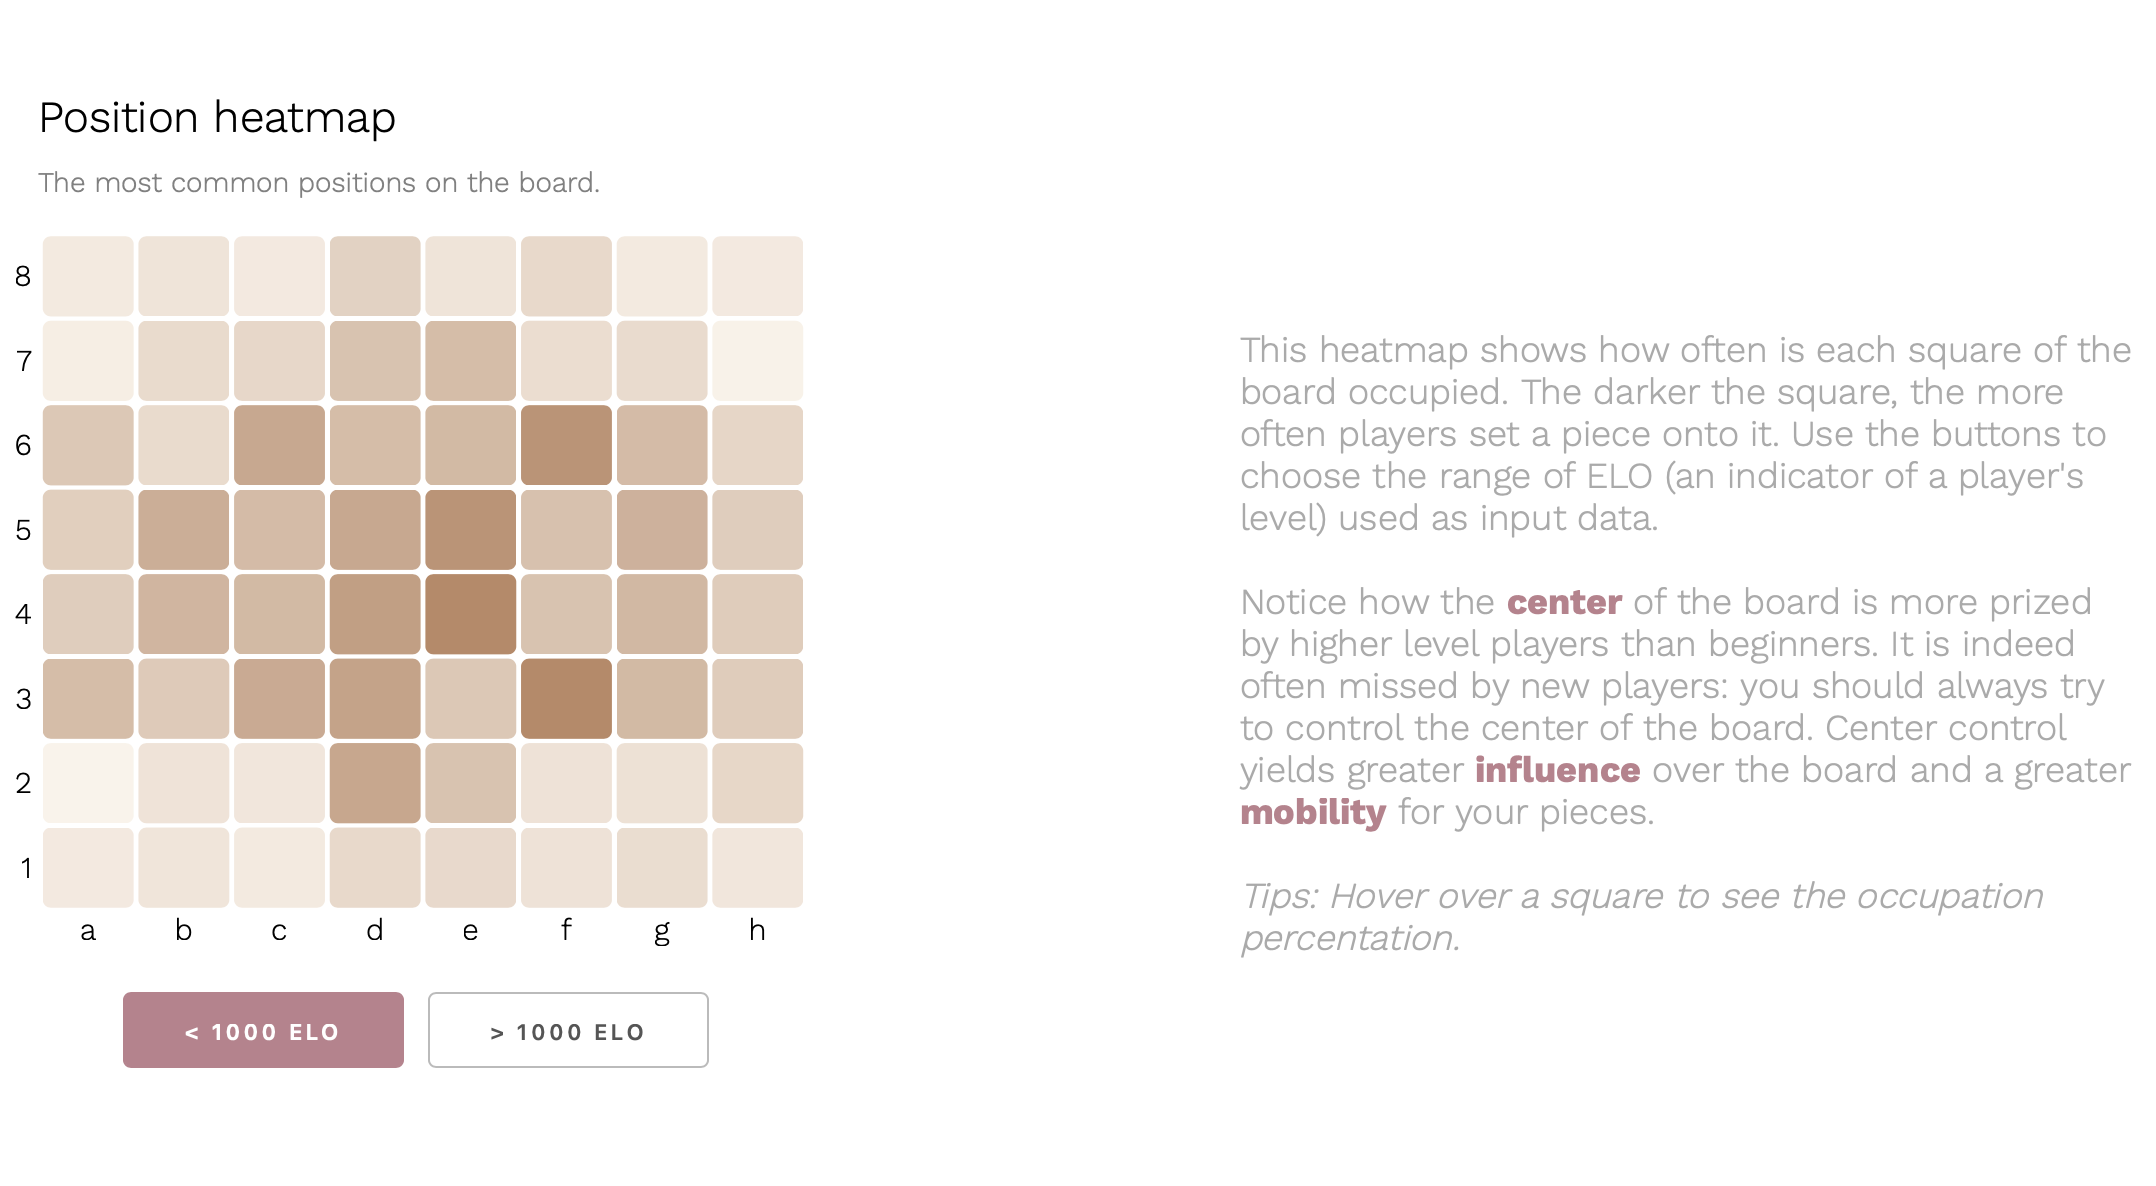 Position heatmap
The most common positions on the board.
8
7
6
5
4
3
2
1
a b c d e f g h
< 1000 ELO > 1000 ELO
This heatmap shows how often is each square of the
board occupied. The darker the square, the more
often players set a piece onto it. Use the buttons to
choose the range of ELO (an indicator of a player's
level) used as input data.
Notice how the center of the board is more prized
by higher level players than beginners. It is indeed
often missed by new players: you should always try
to control the center of the board. Center control
yields greater influence over the board and a greater
mobility for your pieces.
Tips: Hover over a square to see the occupation
percentation.